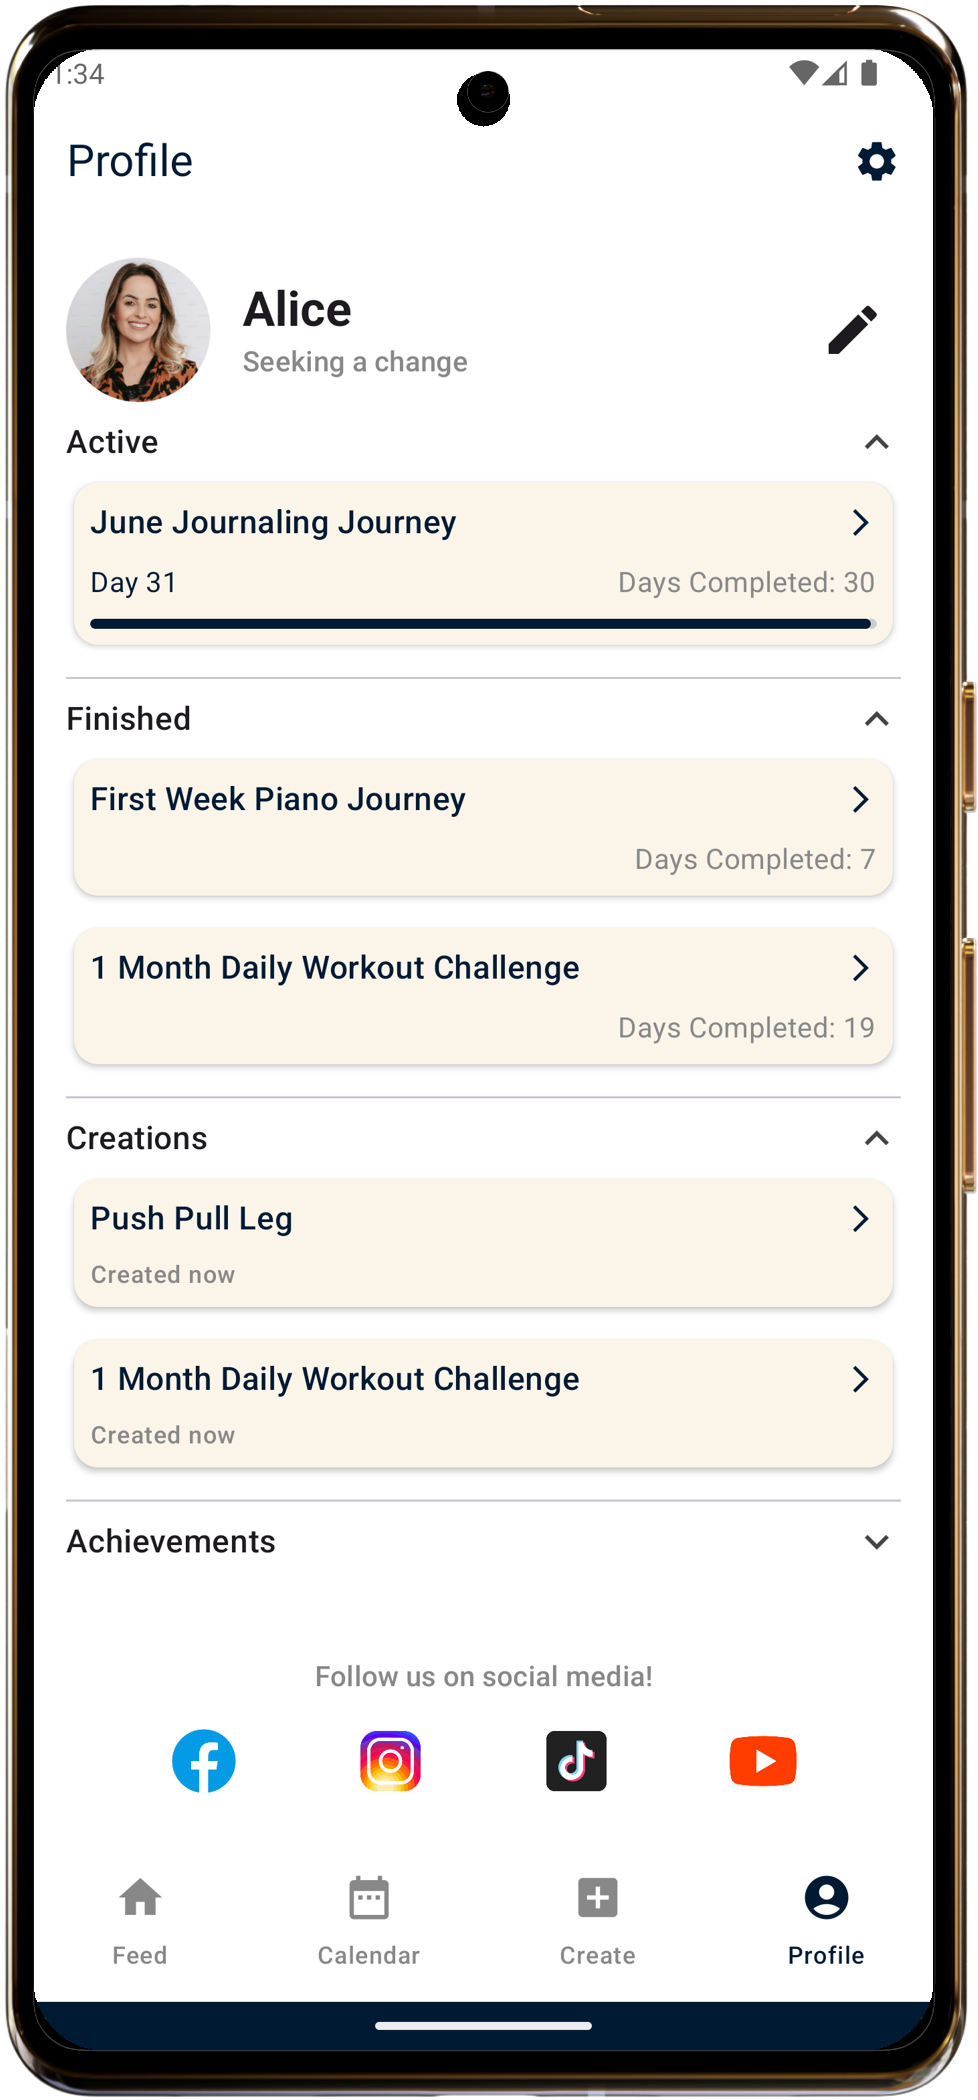 1:34
Profile
Alice
Seeking a change
Active
June Journaling Journey
Day 31 Days Completed: 30
Finished
First Week Piano Journey
Days Completed: 7
1 Month Daily Workout Challenge
Days Completed: 19
Creations
Push Pull Leg
Created now
1 Month Daily Workout Challenge
Created now
Achievements
Follow us on social media!
Feed Calendar Create Profile